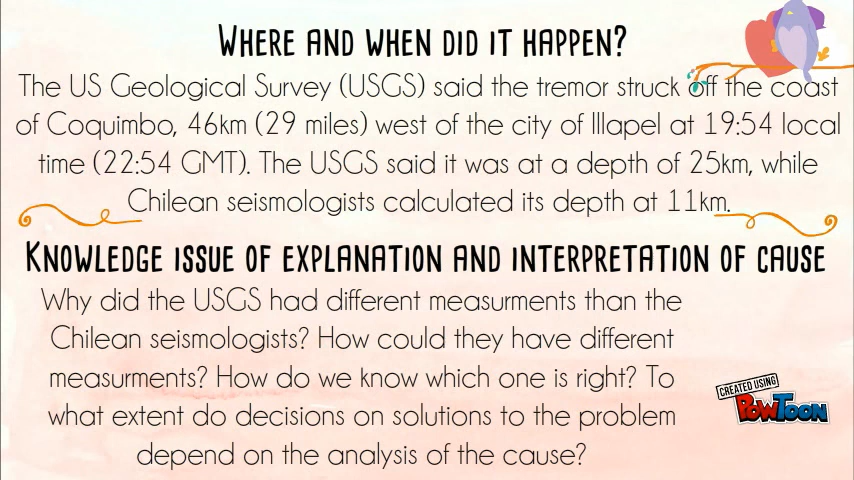 Where and when did it happen?
The US Geological Survey (USGS) said the tremor struck off the coast
of Coquimbo, 46km (29 miles) west of the city of Illapel at 19:54 local
time (22:54 GMT). The USGS said it was at a depth of 25km, while
Chilean seismologists calculated its depth at 11km.
Knowledge issue of explanation and interpretation of cause
Why did the USGS had different measurments than the
Chilean seismologists? How could they have different
measurments? How do we know which one is right? To
what extent do decisions on solutions to the problem
depend on the analysis of the cause?
CREATED USING
PowToon